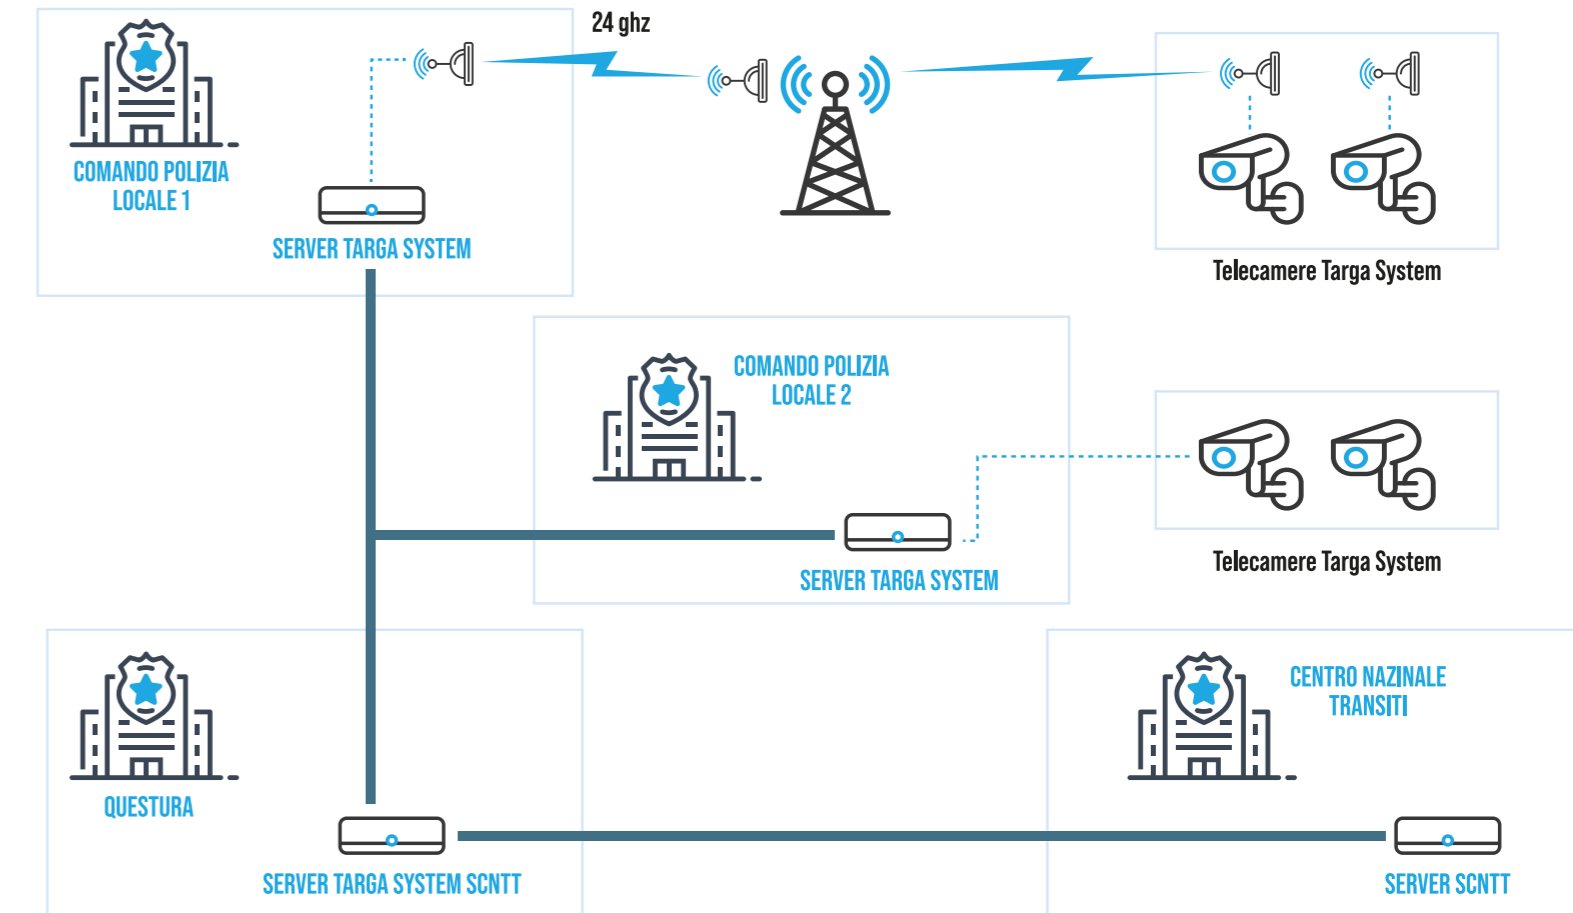 24 ghz
COMANDO POLIZIA
LOCALE 1
SERVER TARGA SYSTEM
Telecamere Targa System
COMANDO POLIZIA
LOCALE 2
SERVER TARGA SYSTEM
Telecamere Targa System
QUESTURA
SERVER TARGA SYSTEM SCNTT
CENTRO NAZINALE
TRANSITI
SERVER SCNTT